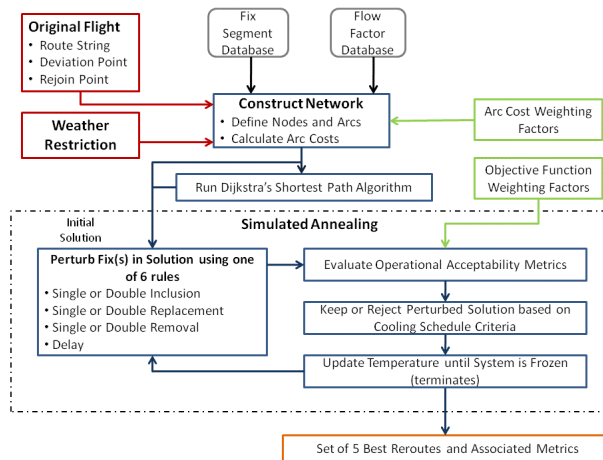 Original Flight
• Route String
• Deviation Point
• Rejoin Point
Fix
Segment
Database
Flow
Factor
Database
Weather
Restriction
Construct Network
• Define Nodes and Arcs
• Calculate Arc Costs
Arc Cost Weighting
Factors
Run Dijkstra's Shortest Path Algorithm
Objective Function
Weighting Factors
Initial
Solution
Simulated Annealing
Perturb Fix(s) in Solution using one
of 6 rules
• Single or Double Inclusion
• Single or Double Replacement
• Single or Double Removal
• Delay
Evaluate Operational Acceptability Metrics
Keep or Reject Perturbed Solution based on
Cooling Schedule Criteria
Update Temperature until System is Frozen
(terminates)
Set of 5 Best Reroutes and Associated Metrics